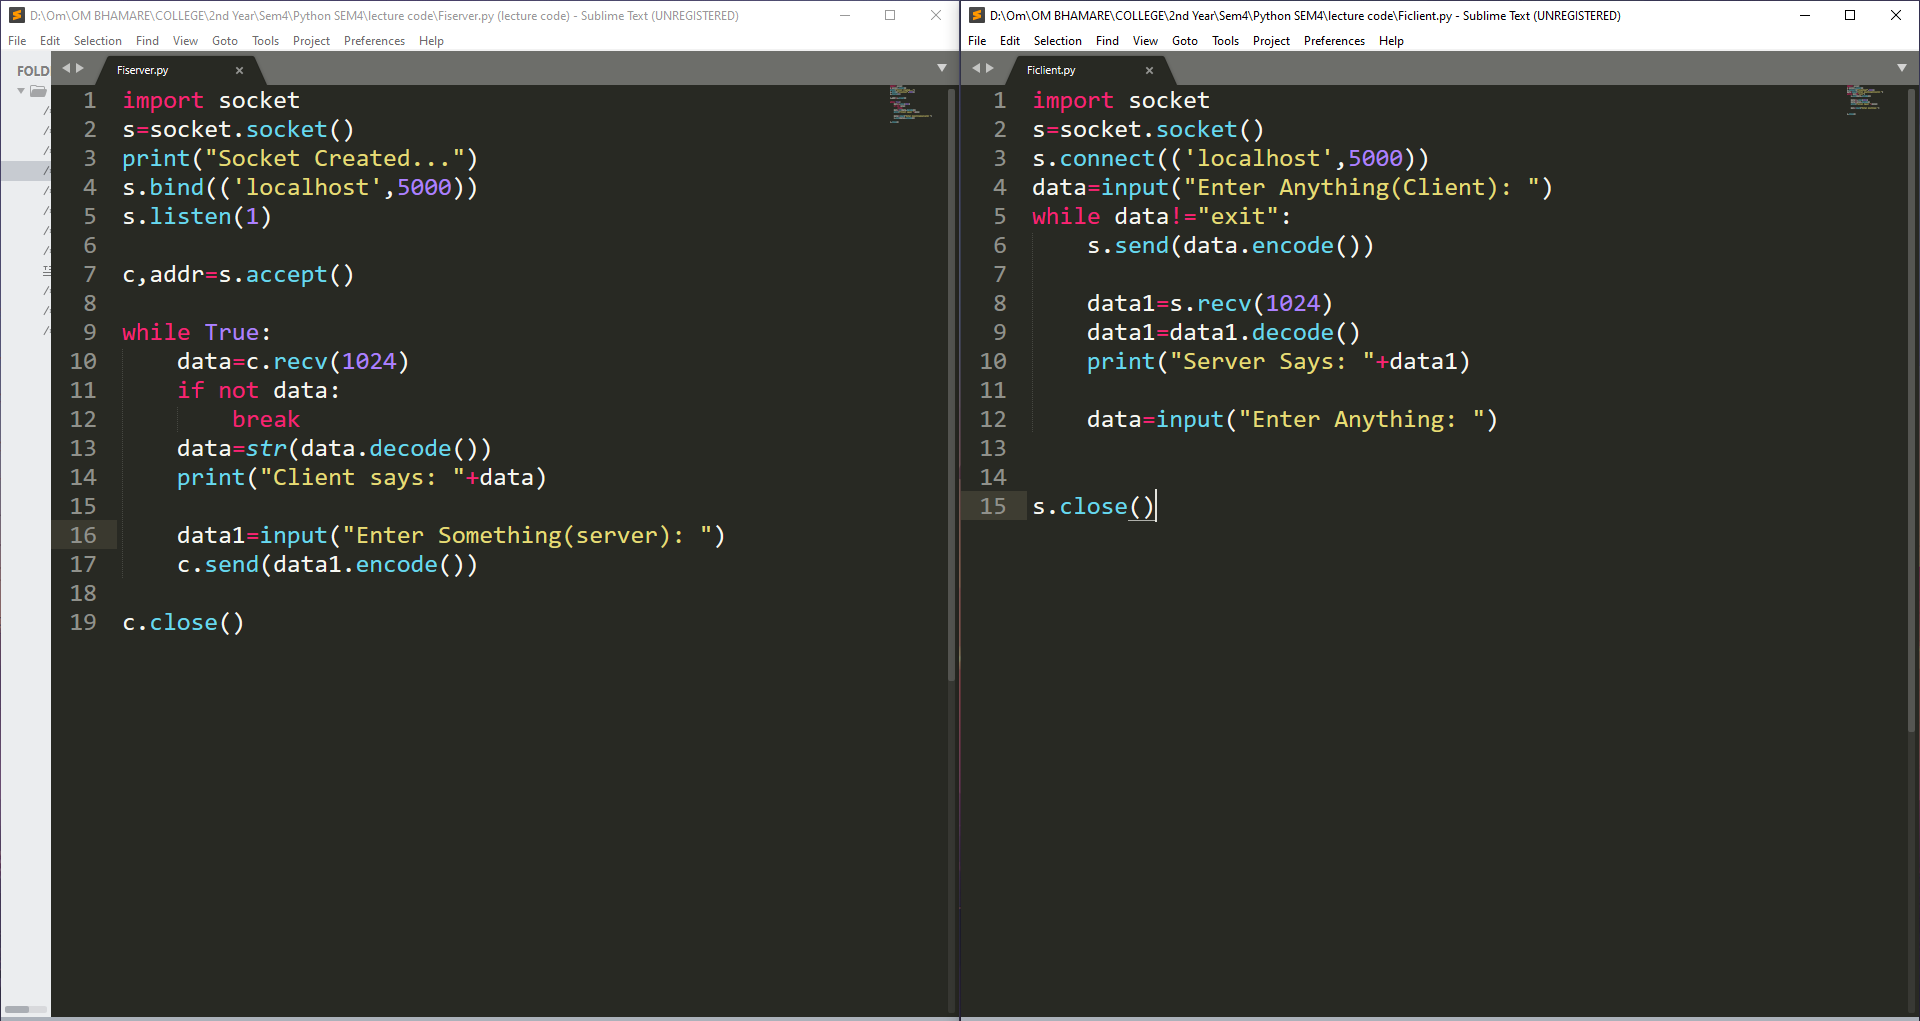 D:\Om\OM BHAMARE\COLLEGE\2nd Year\Sem4\Python SEM4\lecture code\Fiserver.py (lecture code) - Sublime Text (UNREGISTERED)
File Edit Selection Find View Goto Tools Project Preferences Help
FOLD
Fiserver.py
1 import socket
2 s=socket.socket()
3 print("Socket Created...")
4 s.bind(('localhost',5000))
5 s.listen(1)
6
7 c,addr=s.accept()
8
9 while True:
10     data=c.recv(1024)
11     if not data:
12         break
13     data=str(data.decode())
14     print("Client says: "+data)
15
16     data1=input("Enter Something(server): ")
17     c.send(data1.encode())
18
19 c.close()
D:\Om\OM BHAMARE\COLLEGE\2nd Year\Sem4\Python SEM4\lecture code\Ficlient.py - Sublime Text (UNREGISTERED)
File Edit Selection Find View Goto Tools Project Preferences Help
Ficlient.py
1 import socket
2 s=socket.socket()
3 s.connect(('localhost',5000))
4 data=input("Enter Anything(Client): ")
5 while data!="exit":
6     s.send(data.encode())
7
8     data1=s.recv(1024)
9     data1=data1.decode()
10     print("Server Says: "+data1)
11
12     data=input("Enter Anything: ")
13
14
15 s.close()